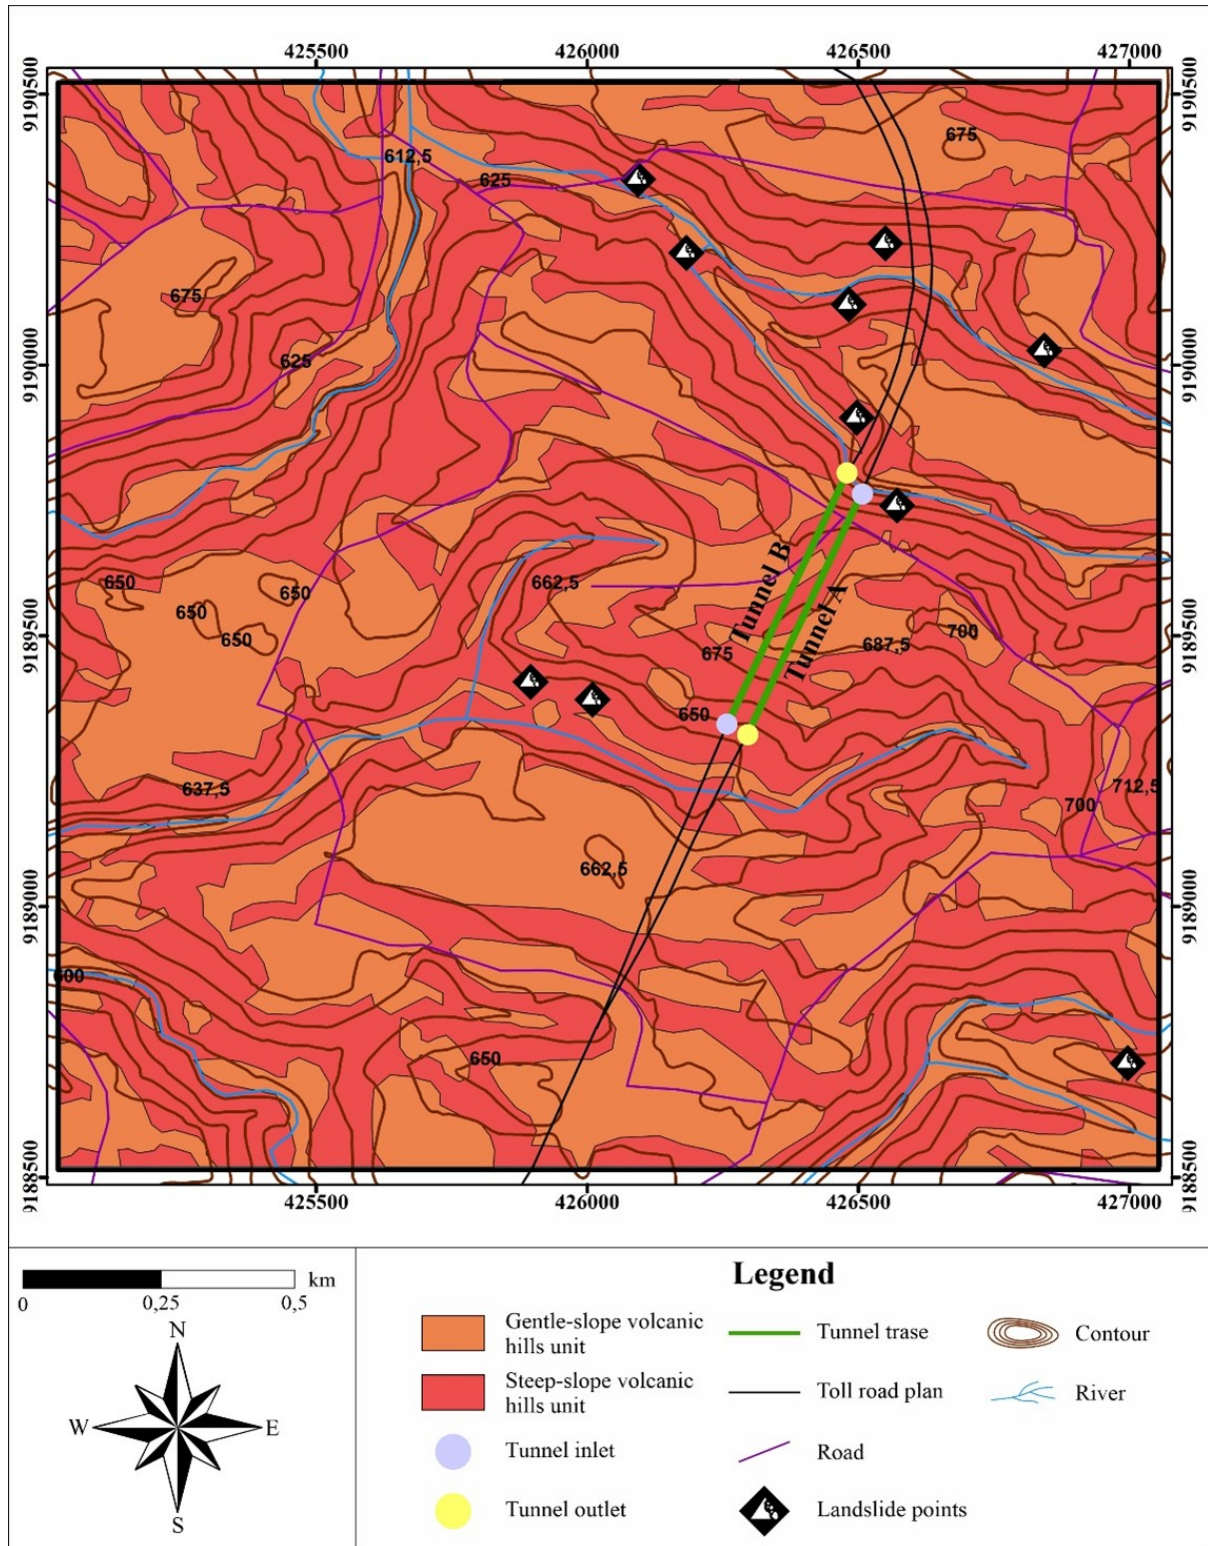 425500 426000 426500 427000
9190500
9190500
675
612,5
625
675
625
9190000
9190000
Tunnel B
Tunnel A
650
650
650
650
662,5
9189500
9189500
675
687,5
700
650
637,5
700
712,5
662,5
9189000
9189000
600
650
9188500
9188500
425500 426000 426500 427000
km
0 0,25 0,5
N
W E
S
Legend
Gentle-slope volcanic
hills unit
Steep-slope volcanic
hills unit
Tunnel inlet
Tunnel outlet
Tunnel trase
Toll road plan
Road
Landslide points
Contour
River